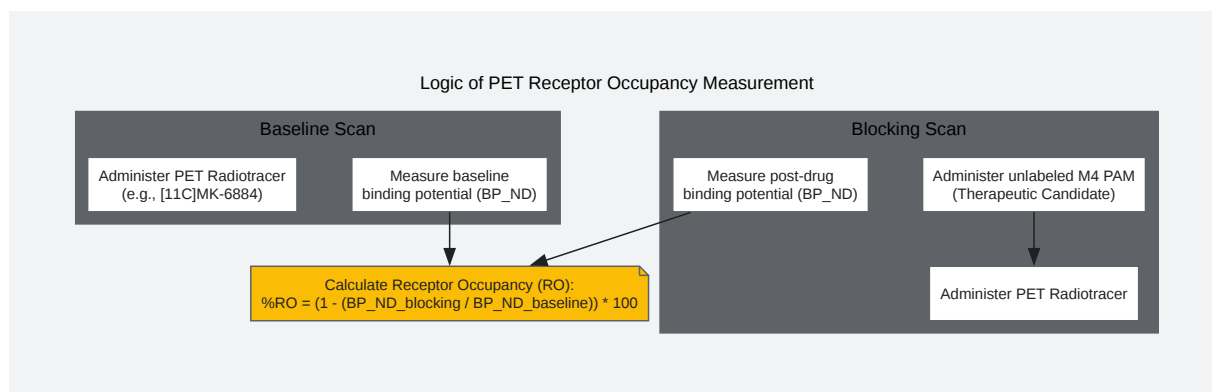 Logic of PET Receptor Occupancy Measurement
Baseline Scan
Administer PET Radiotracer
(e.g., [11C]MK-6884)
Measure baseline
binding potential (BP_ND)
Blocking Scan
Measure post-drug
binding potential (BP_ND)
Administer unlabeled M4 PAM
(Therapeutic Candidate)
Calculate Receptor Occupancy (RO):
%RO = (1 - (BP_ND_blocking / BP_ND_baseline)) * 100
Administer PET Radiotracer